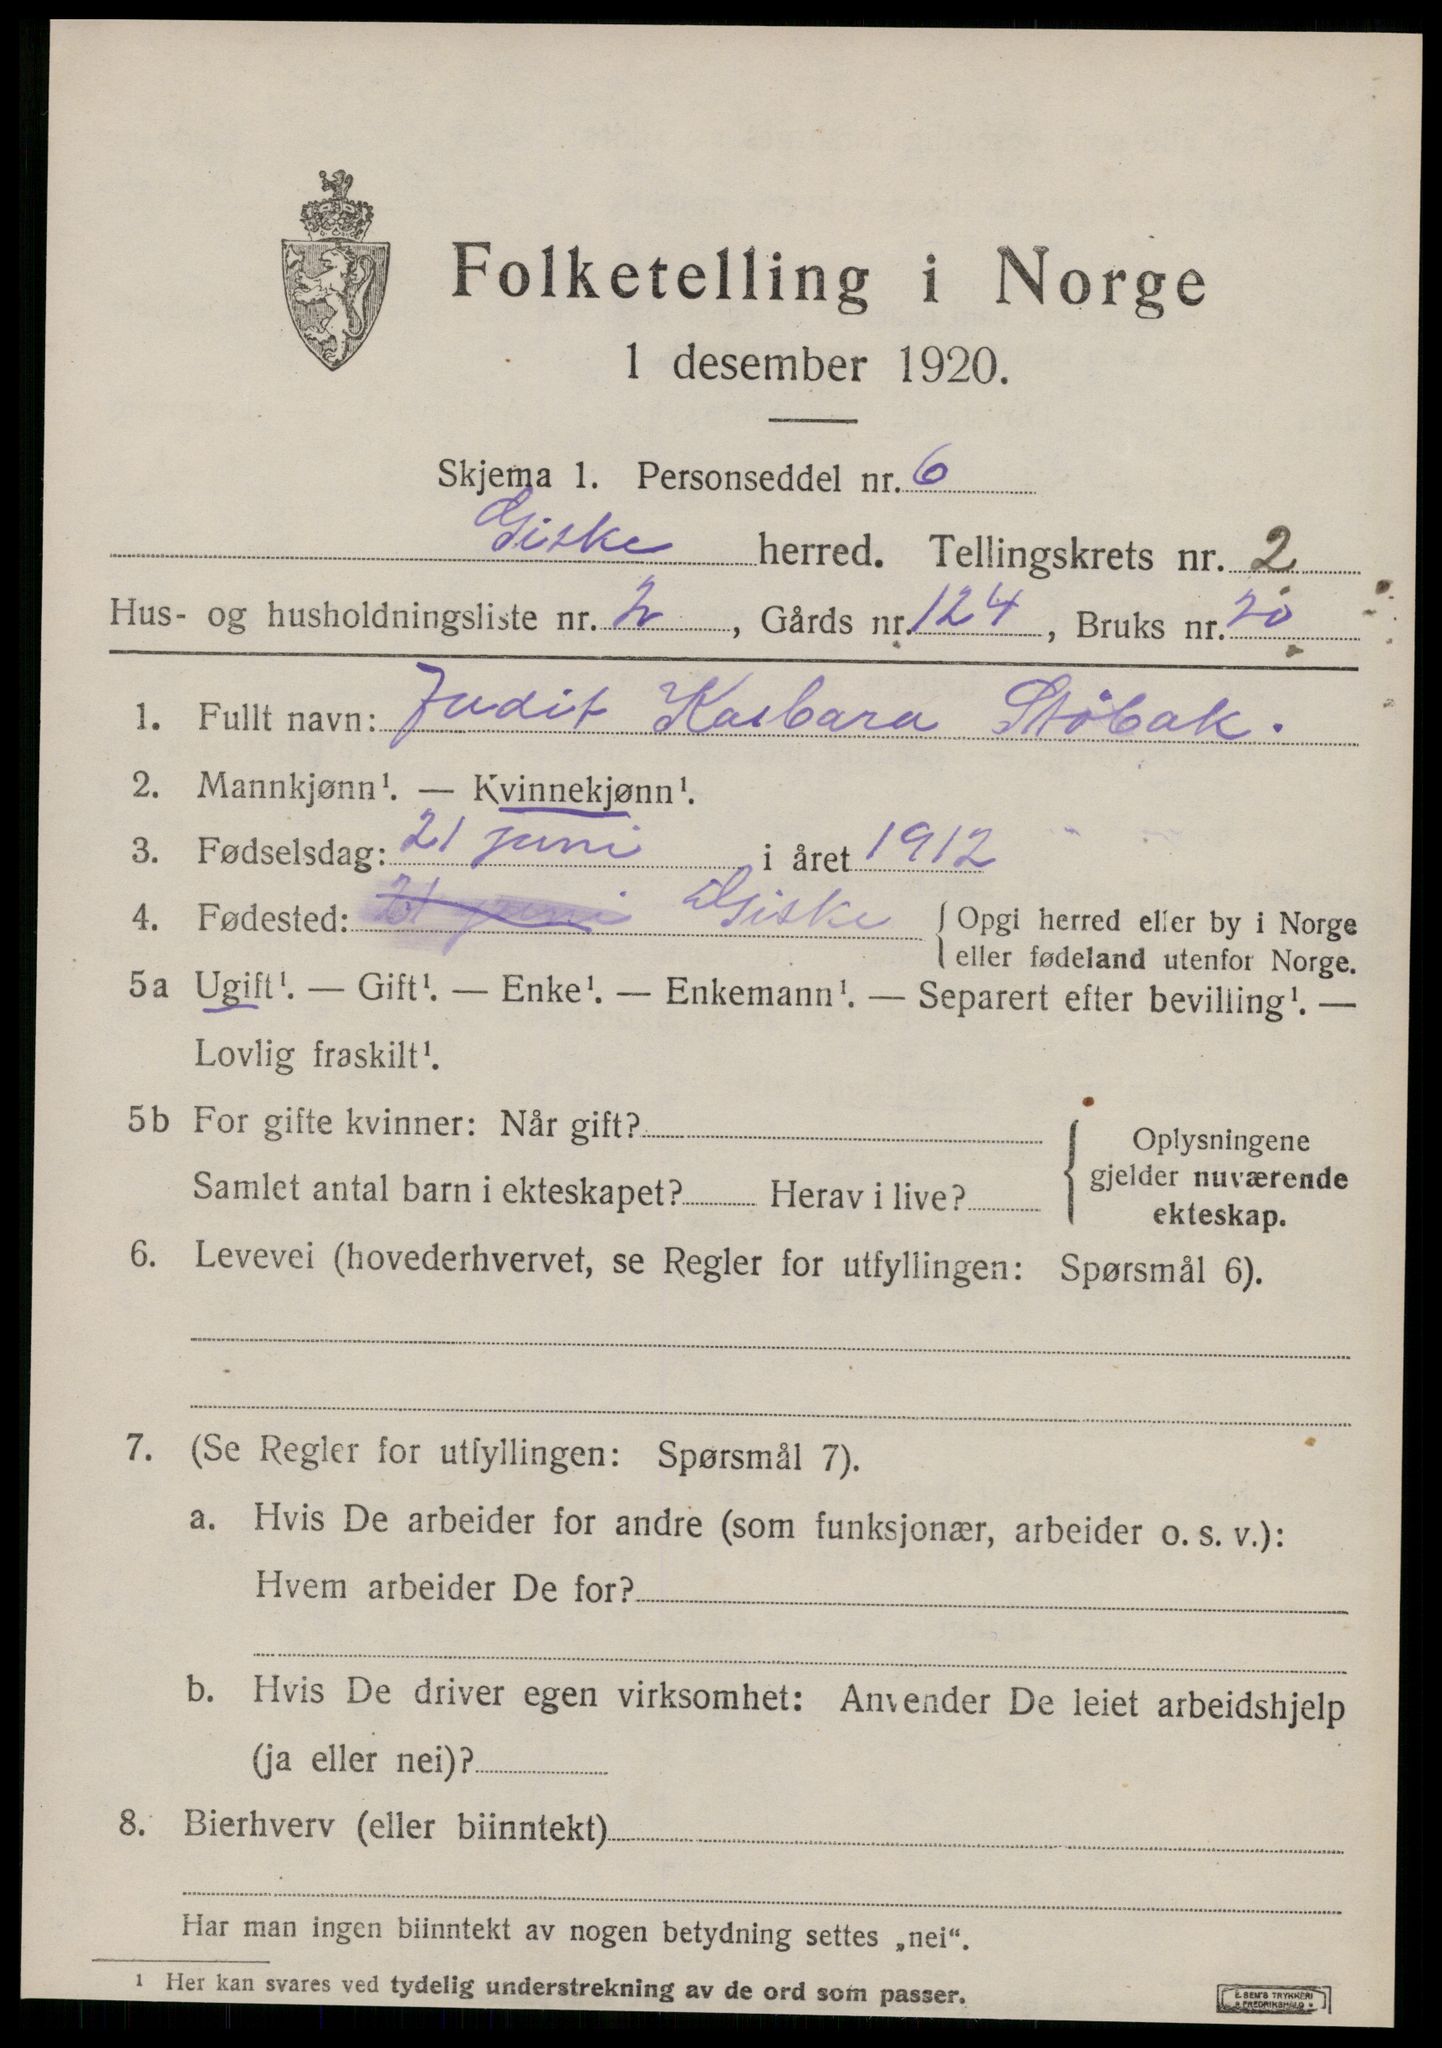 Folketelling i Norge
1 desember 1920.
Skjema 1. Personseddel nr. 6
Giske herred. Tellingskrets nr. 2
Hus- og husholdningsliste nr. 2, Gårds nr. 124, Bruks nr. 20
1. Fullt navn: Judit Kasbara Støbak.
2. Mannkjønn¹. — Kvinnekjønn¹.
3. Fødselsdag: 21 juni i året 1912
4. Fødested: 21 juni Giske { Opgi herred eller by i Norge
eller fødeland utenfor Norge.
5a Ugift¹. — Gift¹. — Enke¹. — Enkemann¹. — Separert efter bevilling¹. —
Lovlig fraskilt¹.
5b For gifte kvinner: Når gift? { Oplysningene
gjelder nuværende
Samlet antal barn i ekteskapet? Herav i live?
ekteskap.
6. Levevei (hovederhvervet, se Regler for utfyllingen: Spørsmål 6).
7. (Se Regler for utfyllingen: Spørsmål 7).
a. Hvis De arbeider for andre (som funksjonær, arbeider o. s. v.):
Hvem arbeider De for?
b. Hvis De driver egen virksomhet: Anvender De leiet arbeidshjelp
(ja eller nei)?
8. Bierhverv (eller biinntekt)
Har man ingen biinntekt av nogen betydning settes „nei“.
¹ Her kan svares ved tydelig understrekning av de ord som passer.
E. SEM'S TRYKKERI
FREDRIKSHALD